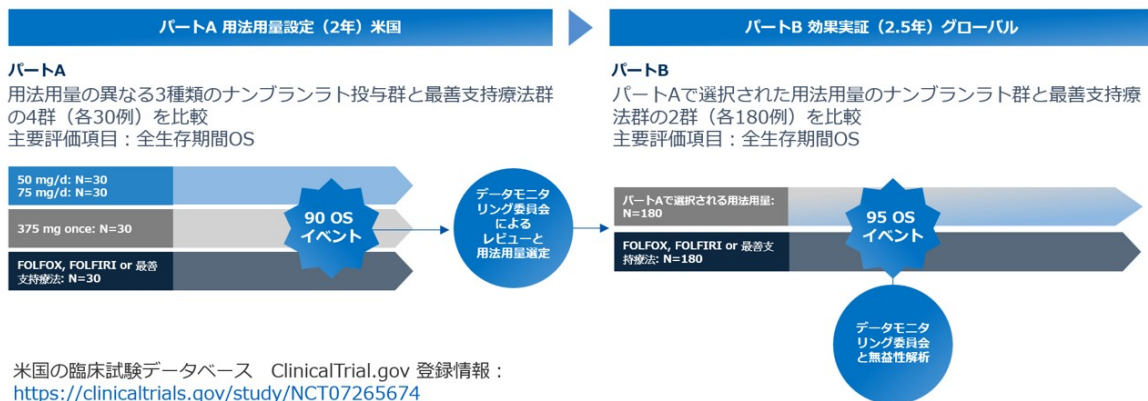 パートA 用法用量設定（2年）米国
パートB 効果実証（2.5年）グローバル
パートA
用法用量の異なる3種類のナンブランラト投与群と最善支持療法群
の4群（各30例）を比較
主要評価項目：全生存期間OS
パートB
パートAで選択された用法用量のナンブランラト群と最善支持療
法群の2群（各180例）を比較
主要評価項目：全生存期間OS
50 mg/d: N=30
75 mg/d: N=30
375 mg once: N=30
FOLFOX, FOLFIRI or 最善
支持療法: N=30
90 OS
イベント
データモニタ
リング委員会
による
レビューと
用法用量選定
パートAで選択される用法用量:
N=180
FOLFOX, FOLFIRI or 最善支
持療法: N=180
95 OS
イベント
データモニタ
リング委員会
と無益性解析
米国の臨床試験データベース　ClinicalTrial.gov 登録情報：
https://clinicaltrials.gov/study/NCT07265674